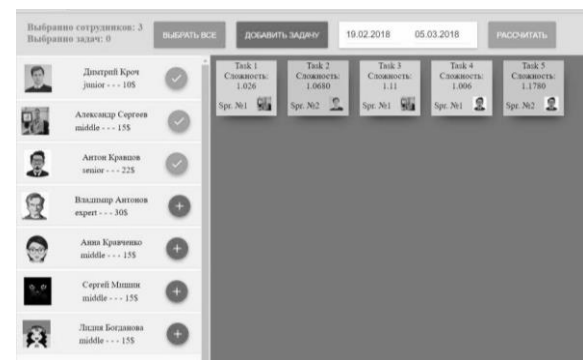 Выбранно сотрудников: 3
Выбранно задач: 0
ВЫБРАТЬ ВСЕ
ДОБАВИТЬ ЗАДАЧУ
19.02.2018
05.03.2018
РАССЧИТАТЬ
Дмитрий Кроч
junior - - - 10$
Александр Сергеев
middle - - - 15$
Антон Кравцов
senior - - - 22$
Владимир Антонов
expert - - - 30$
Анна Кравченко
middle - - - 15$
Сергей Мишин
middle - - - 15$
Лидия Богданова
middle - - - 15$
Task 1
Сложность:
1.026
Spr. №1
Task 2
Сложность:
1.0680
Spr. №2
Task 3
Сложность:
1.11
Spr. №1
Task 4
Сложность:
1.006
Spr. №1
Task 5
Сложность:
1.1780
Spr. №2